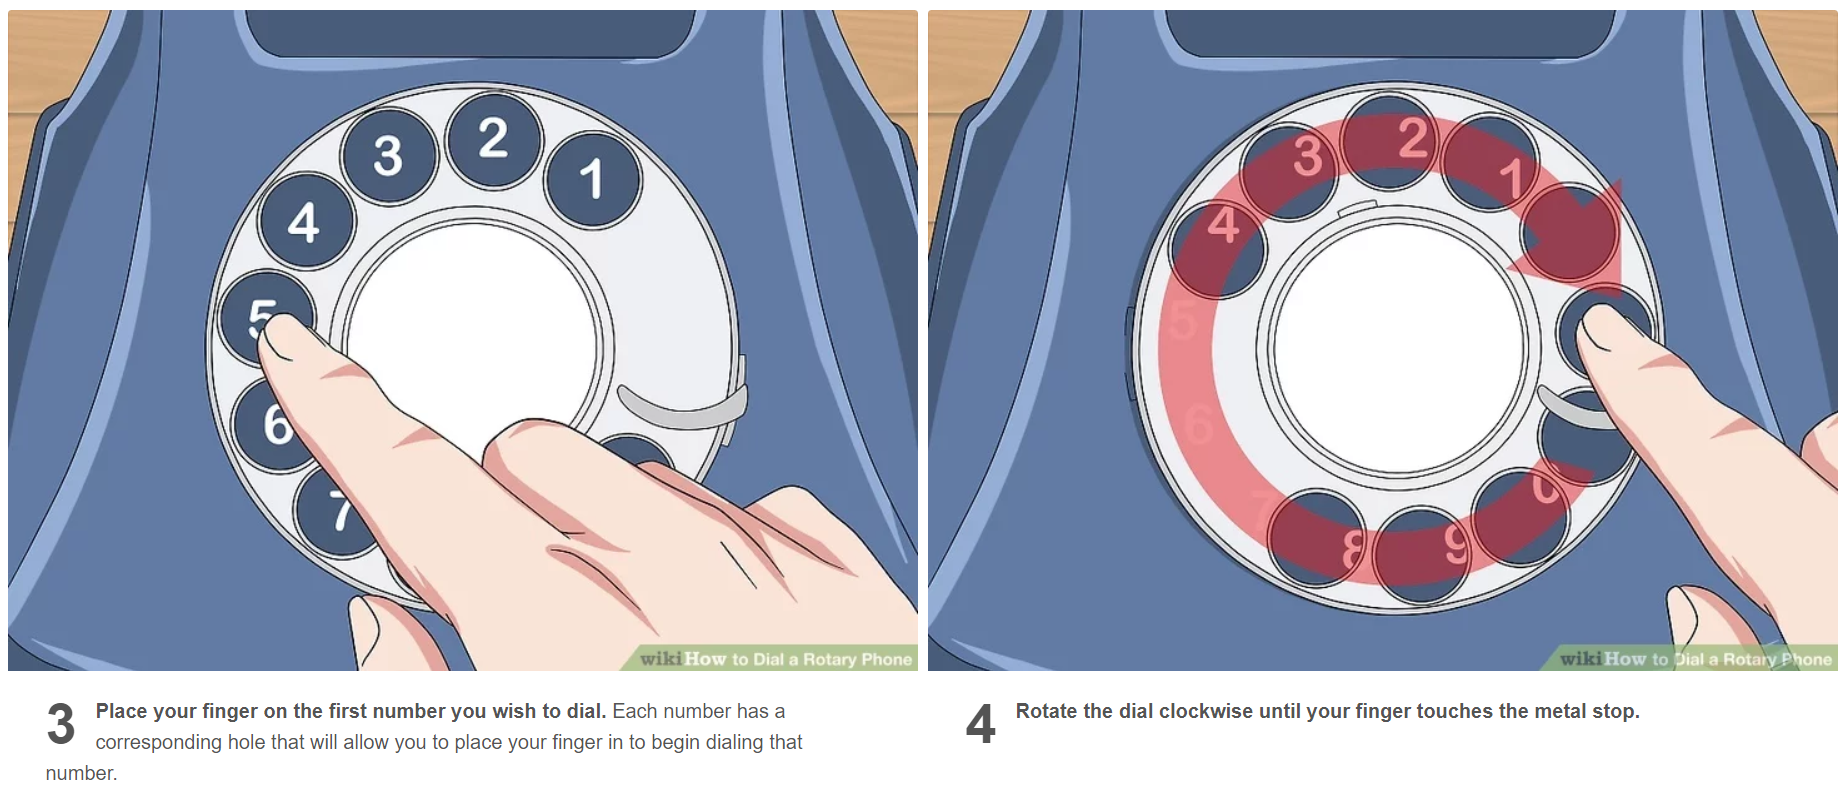 3
2
1
4
5
6
7
wikiHow to Dial a Rotary Phone
3 Place your finger on the first number you wish to dial. Each number has a
corresponding hole that will allow you to place your finger in to begin dialing that
number.
3
2
1
4
5
6
7
8
9
0
wikiHow to Dial a Rotary Phone
4 Rotate the dial clockwise until your finger touches the metal stop.